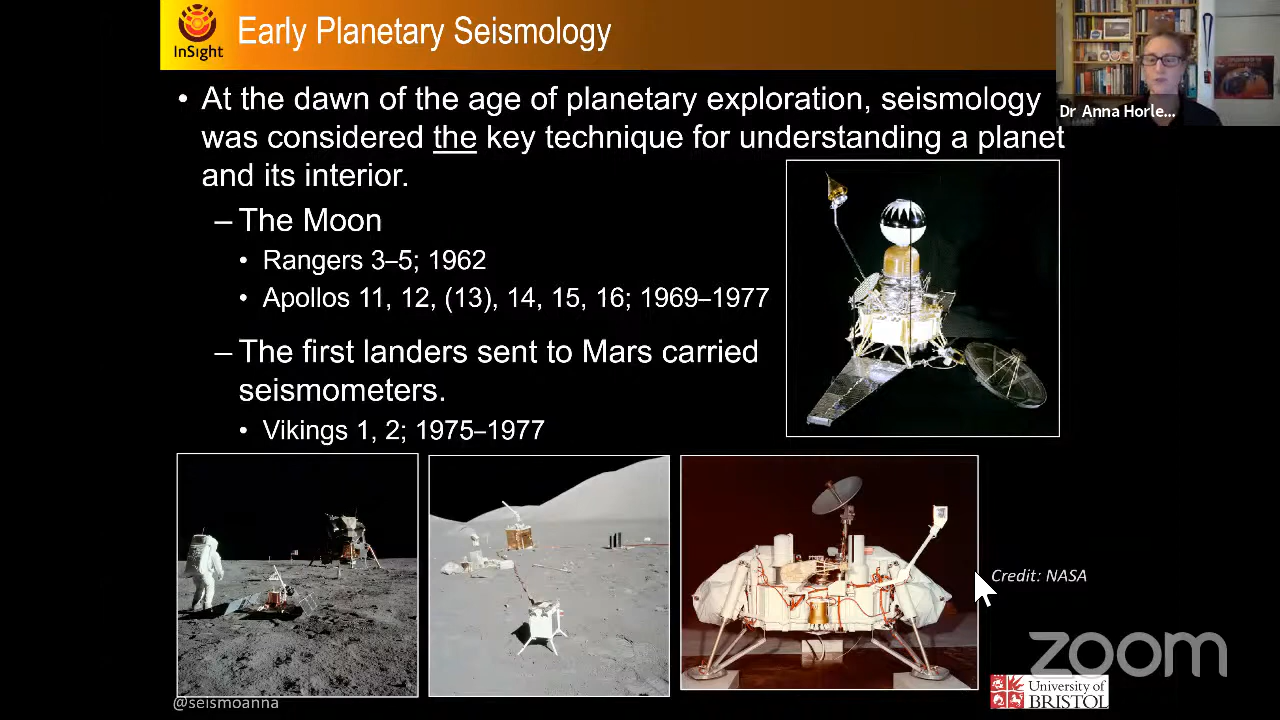 InSight
Early Planetary Seismology
Dr Anna Horle...
• At the dawn of the age of planetary exploration, seismology
was considered the key technique for understanding a planet
and its interior.
– The Moon
• Rangers 3–5; 1962
• Apollos 11, 12, (13), 14, 15, 16; 1969–1977
– The first landers sent to Mars carried
seismometers.
• Vikings 1, 2; 1975–1977
Credit: NASA
zoom
University of
BRISTOL
@seismoanna